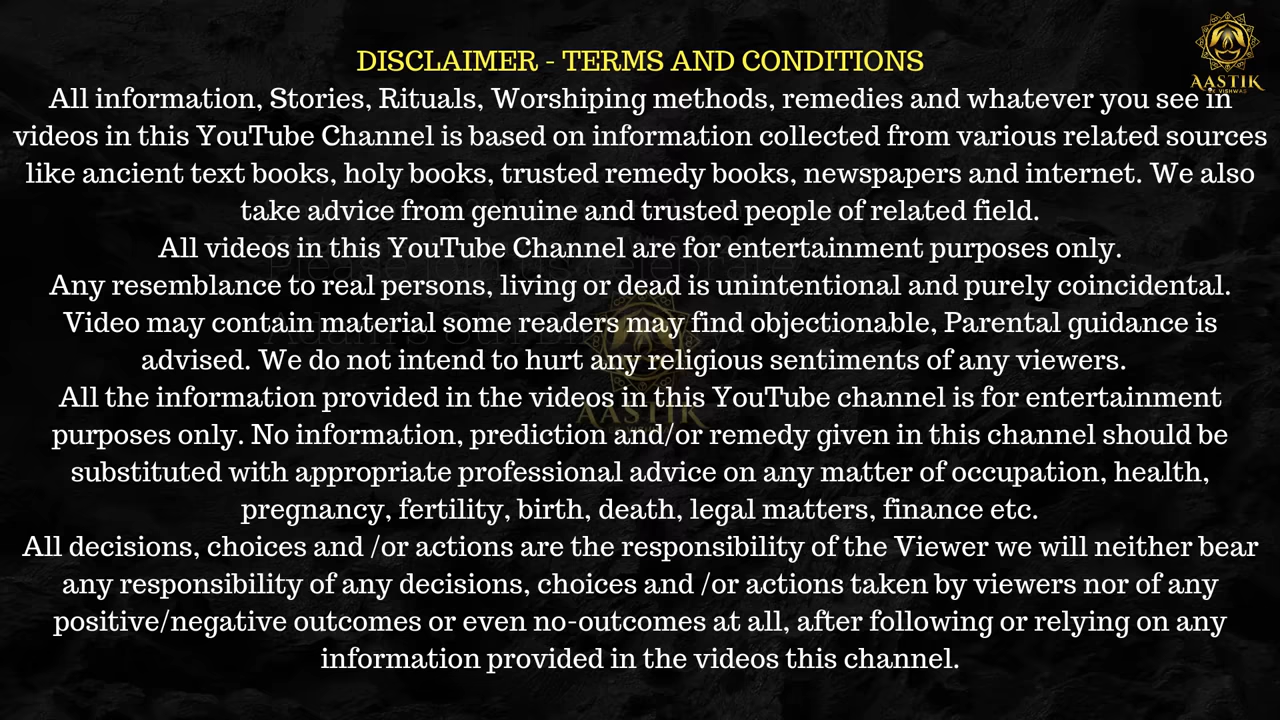 DISCLAIMER - TERMS AND CONDITIONS
AASTIK
All information, Stories, Rituals, Worshiping methods, remedies and whatever you see in
videos in this YouTube Channel is based on information collected from various related sources
like ancient text books, holy books, trusted remedy books, newspapers and internet. We also
take advice from genuine and trusted people of related field.
All videos in this YouTube Channel are for entertainment purposes only.
Any resemblance to real persons, living or dead is unintentional and purely coincidental.
Video may contain material some readers may find objectionable, Parental guidance is
advised. We do not intend to hurt any religious sentiments of any viewers.
All the information provided in the videos in this YouTube channel is for entertainment
AASTIK
purposes only. No information, prediction and/or remedy given in this channel should be
substituted with appropriate professional advice on any matter of occupation, health,
pregnancy, fertility, birth, death, legal matters, finance etc.
All decisions, choices and /or actions are the responsibility of the Viewer we will neither bear
any responsibility of any decisions, choices and /or actions taken by viewers nor of any
positive/negative outcomes or even no-outcomes at all, after following or relying on any
information provided in the videos this channel.